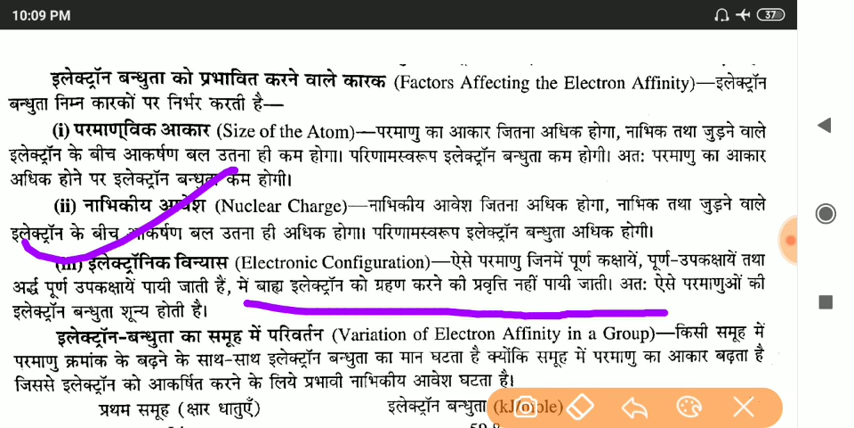 10:09 PM
37
इलेक्ट्रॉन बन्धुता को प्रभावित करने वाले कारक (Factors Affecting the Electron Affinity)—इलेक्ट्रॉन
बन्धुता निम्न कारकों पर निर्भर करती है—
(i) परमाण्विक आकार (Size of the Atom)—परमाणु का आकार जितना अधिक होगा, नाभिक तथा जुड़ने वाले
इलेक्ट्रॉन के बीच आकर्षण बल उतना ही कम होगा। परिणामस्वरूप इलेक्ट्रॉन बन्धुता कम होगी। अतः परमाणु का आकार
अधिक होने पर इलेक्ट्रॉन बन्धुता कम होगी।
(ii) नाभिकीय आवेश (Nuclear Charge)—नाभिकीय आवेश जितना अधिक होगा, नाभिक तथा जुड़ने वाले
इलेक्ट्रॉन के बीच आकर्षण बल उतना ही अधिक होगा। परिणामस्वरूप इलेक्ट्रॉन बन्धुता अधिक होगी।
(iii) इलेक्ट्रॉनिक विन्यास (Electronic Configuration)—ऐसे परमाणु जिनमें पूर्ण कक्षायें, पूर्ण-उपकक्षायें तथा
अर्द्ध पूर्ण उपकक्षायें पायी जाती हैं, में बाह्य इलेक्ट्रॉन को ग्रहण करने की प्रवृत्ति नहीं पायी जाती। अतः ऐसे परमाणुओं की
इलेक्ट्रॉन बन्धुता शून्य होती है।
इलेक्ट्रॉन-बन्धुता का समूह में परिवर्तन (Variation of Electron Affinity in a Group)—किसी समूह में
परमाणु क्रमांक के बढ़ने के साथ-साथ इलेक्ट्रॉन बन्धुता का मान घटता है क्योंकि समूह में परमाणु का आकार बढ़ता है
जिससे इलेक्ट्रॉन को आकर्षित करने के लिये प्रभावी नाभिकीय आवेश घटता है।
प्रथम समूह (क्षार धातुएँ) इलेक्ट्रॉन बन्धुता (kJ/mole)